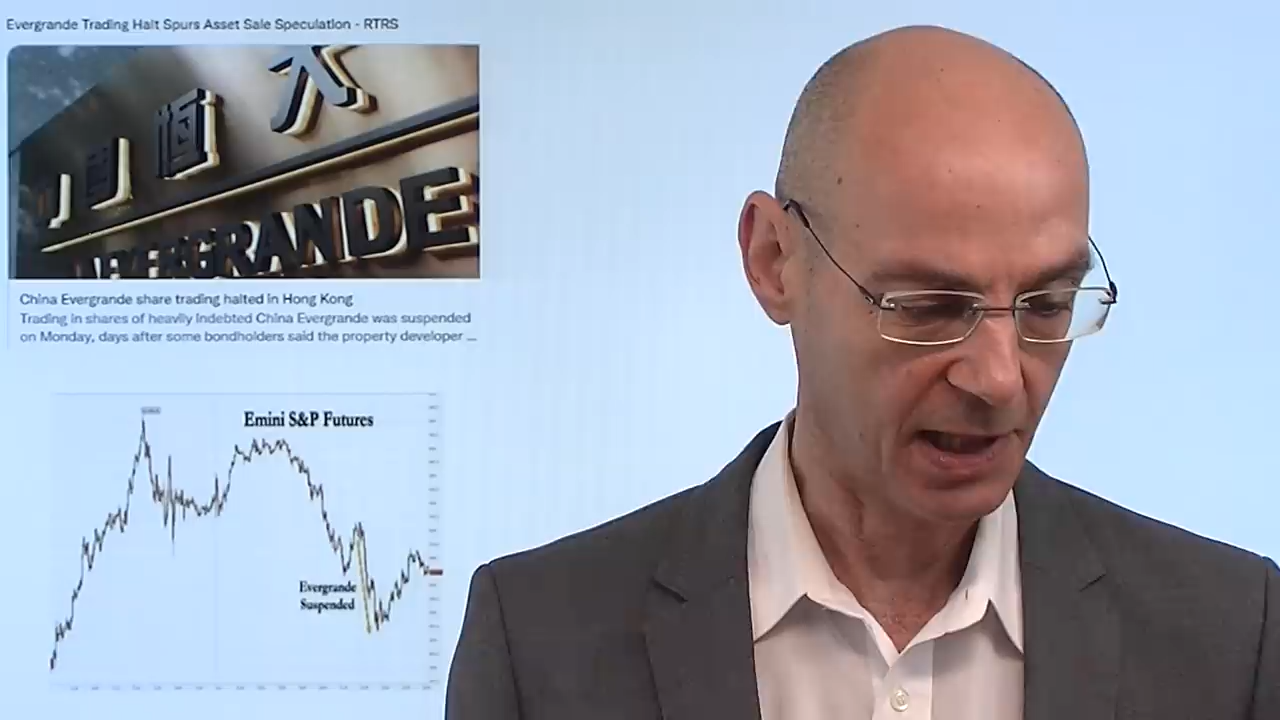 Evergrande Trading Halt Spurs Asset Sale Speculation - RTRS
恒大
EVERGRANDE
China Evergrande share trading halted in Hong Kong
Trading in shares of heavily indebted China Evergrande was suspended
on Monday, days after some bondholders said the property developer ...
Emini S&P Futures
Evergrande
Suspended